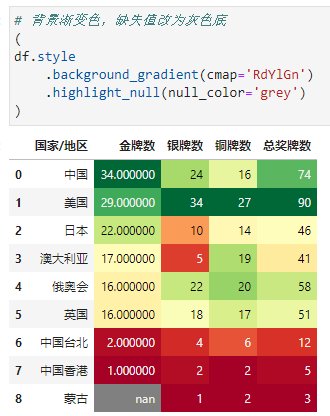 # 背景渐变色，缺失值改为灰色底
(
df.style
.background_gradient(cmap='RdYlGn')
.highlight_null(null_color='grey')
)
国家/地区 金牌数 银牌数 铜牌数 总奖牌数
0 中国 34.000000 24 16 74
1 美国 29.000000 34 27 90
2 日本 22.000000 10 14 46
3 澳大利亚 17.000000 5 19 41
4 俄奥会 16.000000 22 20 58
5 英国 16.000000 18 17 51
6 中国台北 2.000000 4 6 12
7 中国香港 1.000000 2 2 5
8 蒙古 nan 1 2 3